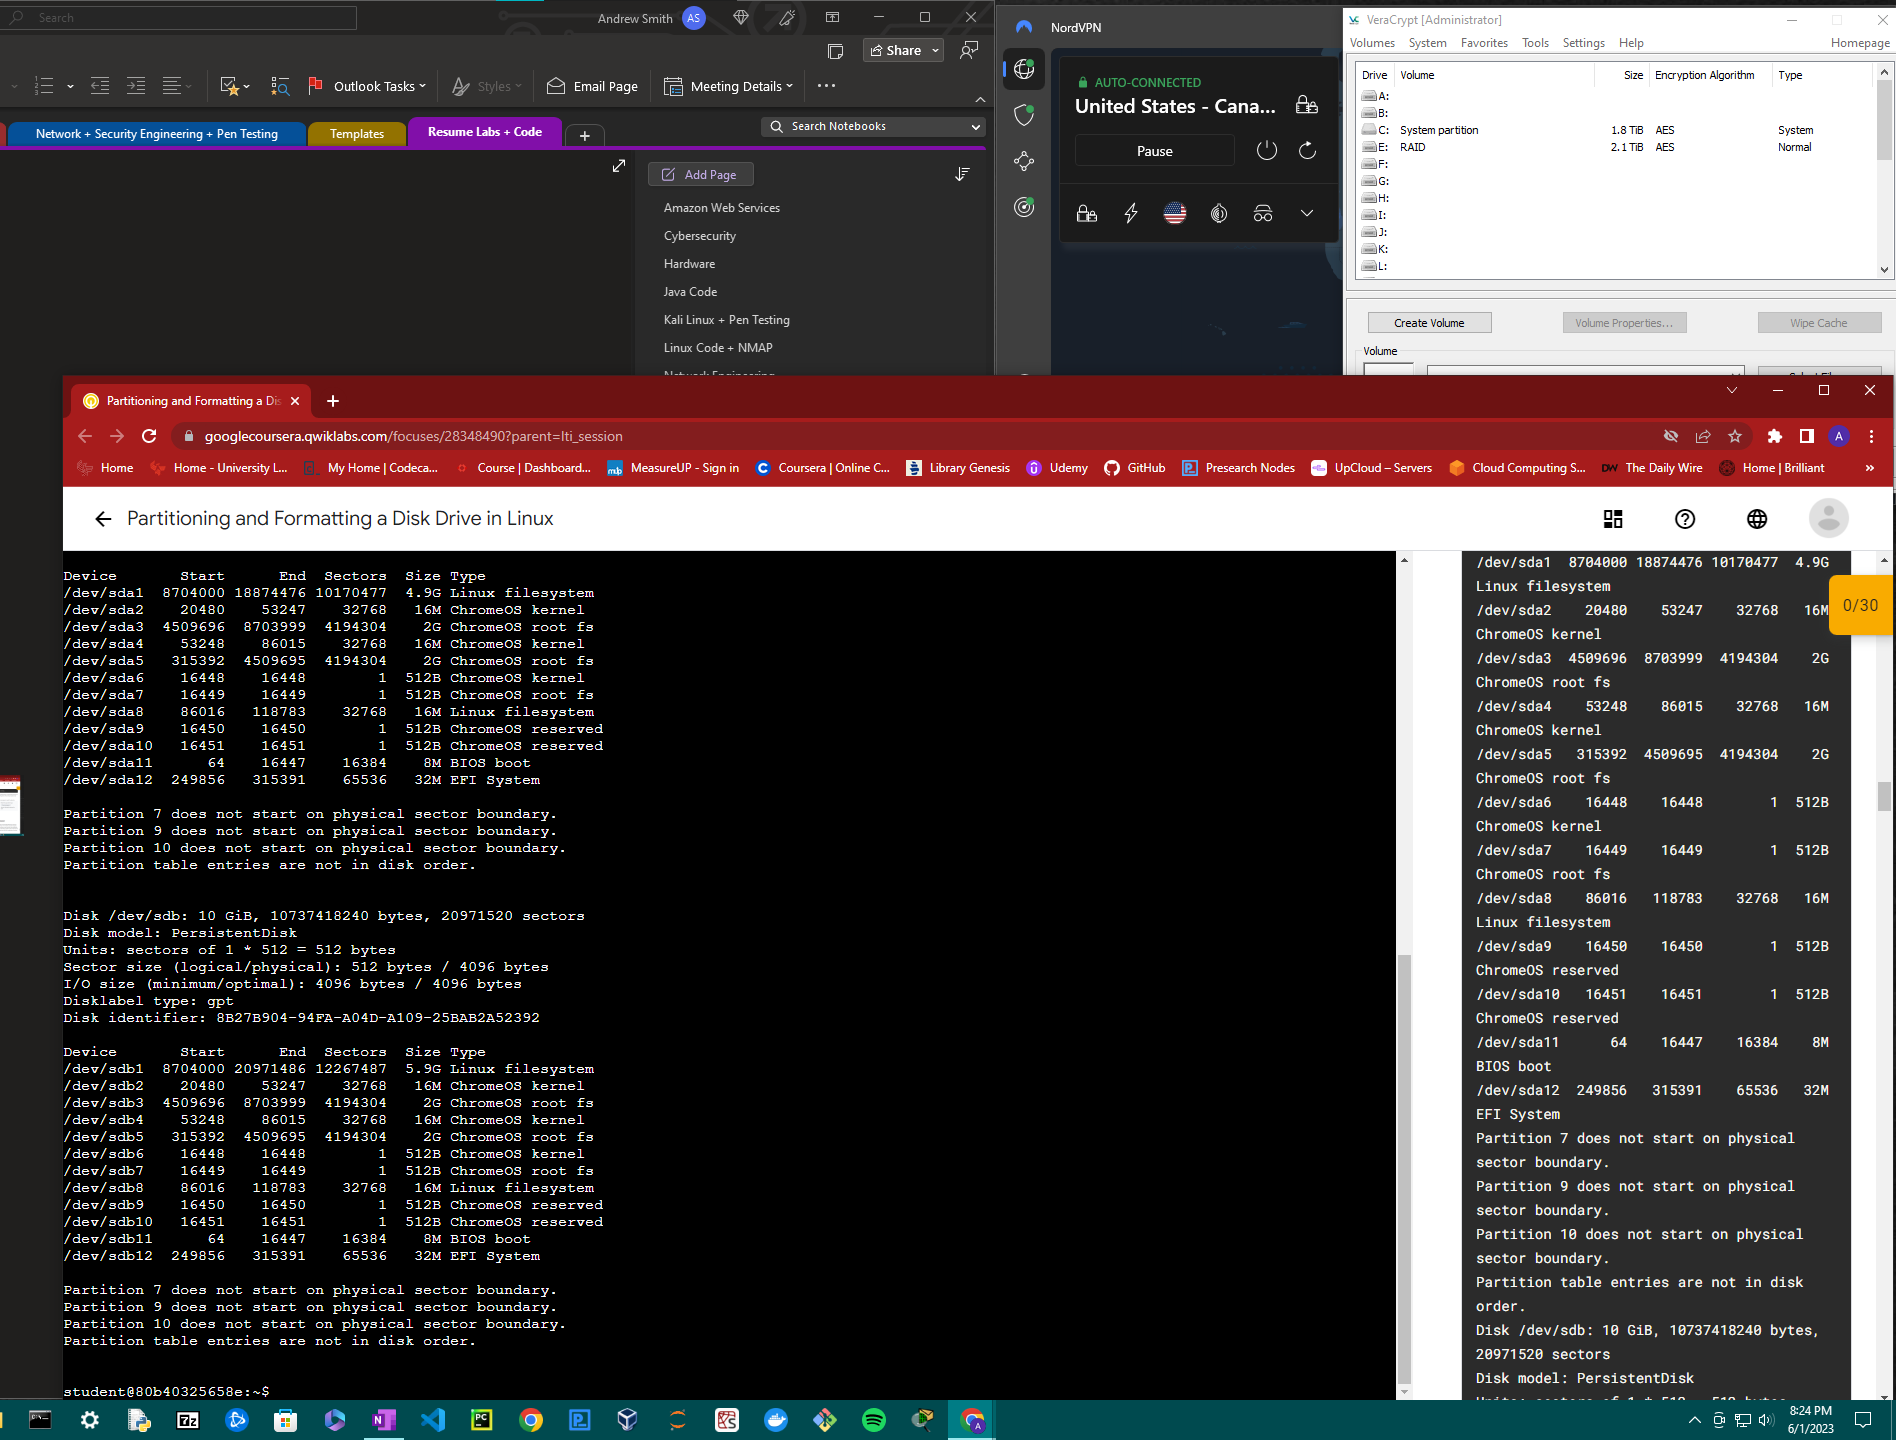 Search
Andrew Smith
AS
Share
Outlook Tasks
Styles
Email Page
Meeting Details
Network + Security Engineering + Pen Testing
Templates
Resume Labs + Code
Search Notebooks
Add Page
Amazon Web Services
Cybersecurity
Hardware
Java Code
Kali Linux + Pen Testing
Linux Code + NMAP
NordVPN
AUTO-CONNECTED
United States - Cana...
Pause
VeraCrypt [Administrator]
Volumes System Favorites Tools Settings Help Homepage
Drive Volume Size Encryption Algorithm Type
A:
B:
C: System partition 1.8 TiB AES System
E: RAID 2.1 TiB AES Normal
F:
G:
H:
I:
J:
K:
L:
Create Volume
Volume Properties...
Wipe Cache
Volume
Partitioning and Formatting a Dis
googlecoursera.qwiklabs.com/focuses/28348490?parent=lti_session
A
Home
Home - University L...
My Home | Codeca...
Course | Dashboard...
MeasureUP - Sign in
Coursera | Online C...
Library Genesis
Udemy
GitHub
Presearch Nodes
UpCloud – Servers
Cloud Computing S...
DW The Daily Wire
Home | Brilliant
Partitioning and Formatting a Disk Drive in Linux
Device Start End Sectors Size Type
/dev/sda1 8704000 18874476 10170477 4.9G Linux filesystem
/dev/sda2 20480 53247 32768 16M ChromeOS kernel
/dev/sda3 4509696 8703999 4194304 2G ChromeOS root fs
/dev/sda4 53248 86015 32768 16M ChromeOS kernel
/dev/sda5 315392 4509695 4194304 2G ChromeOS root fs
/dev/sda6 16448 16448 1 512B ChromeOS kernel
/dev/sda7 16449 16449 1 512B ChromeOS root fs
/dev/sda8 86016 118783 32768 16M Linux filesystem
/dev/sda9 16450 16450 1 512B ChromeOS reserved
/dev/sda10 16451 16451 1 512B ChromeOS reserved
/dev/sda11 64 16447 16384 8M BIOS boot
/dev/sda12 249856 315391 65536 32M EFI System
Partition 7 does not start on physical sector boundary.
Partition 9 does not start on physical sector boundary.
Partition 10 does not start on physical sector boundary.
Partition table entries are not in disk order.
Disk /dev/sdb: 10 GiB, 10737418240 bytes, 20971520 sectors
Disk model: PersistentDisk
Units: sectors of 1 * 512 = 512 bytes
Sector size (logical/physical): 512 bytes / 4096 bytes
I/O size (minimum/optimal): 4096 bytes / 4096 bytes
Disklabel type: gpt
Disk identifier: 8B27B904-94FA-A04D-A109-25BAB2A52392
Device Start End Sectors Size Type
/dev/sdb1 8704000 20971486 12267487 5.9G Linux filesystem
/dev/sdb2 20480 53247 32768 16M ChromeOS kernel
/dev/sdb3 4509696 8703999 4194304 2G ChromeOS root fs
/dev/sdb4 53248 86015 32768 16M ChromeOS kernel
/dev/sdb5 315392 4509695 4194304 2G ChromeOS root fs
/dev/sdb6 16448 16448 1 512B ChromeOS kernel
/dev/sdb7 16449 16449 1 512B ChromeOS root fs
/dev/sdb8 86016 118783 32768 16M Linux filesystem
/dev/sdb9 16450 16450 1 512B ChromeOS reserved
/dev/sdb10 16451 16451 1 512B ChromeOS reserved
/dev/sdb11 64 16447 16384 8M BIOS boot
/dev/sdb12 249856 315391 65536 32M EFI System
Partition 7 does not start on physical sector boundary.
Partition 9 does not start on physical sector boundary.
Partition 10 does not start on physical sector boundary.
Partition table entries are not in disk order.
student@80b40325658e:~$
/dev/sda1 8704000 18874476 10170477 4.9G
Linux filesystem
/dev/sda2 20480 53247 32768 16M
ChromeOS kernel
/dev/sda3 4509696 8703999 4194304 2G
ChromeOS root fs
/dev/sda4 53248 86015 32768 16M
ChromeOS kernel
/dev/sda5 315392 4509695 4194304 2G
ChromeOS root fs
/dev/sda6 16448 16448 1 512B
ChromeOS kernel
/dev/sda7 16449 16449 1 512B
ChromeOS root fs
/dev/sda8 86016 118783 32768 16M
Linux filesystem
/dev/sda9 16450 16450 1 512B
ChromeOS reserved
/dev/sda10 16451 16451 1 512B
ChromeOS reserved
/dev/sda11 64 16447 16384 8M
BIOS boot
/dev/sda12 249856 315391 65536 32M
EFI System
Partition 7 does not start on physical
sector boundary.
Partition 9 does not start on physical
sector boundary.
Partition 10 does not start on physical
sector boundary.
Partition table entries are not in disk
order.
Disk /dev/sdb: 10 GiB, 10737418240 bytes,
20971520 sectors
Disk model: PersistentDisk
0/30
8:24 PM
6/1/2023